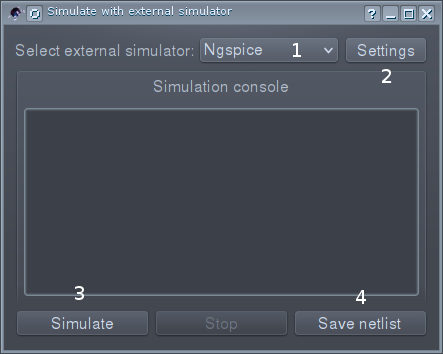 Simulate with external simulator ?
Select external simulator: Ngspice 1 Settings
2
Simulation console
3 4
Simulate Stop Save netlist